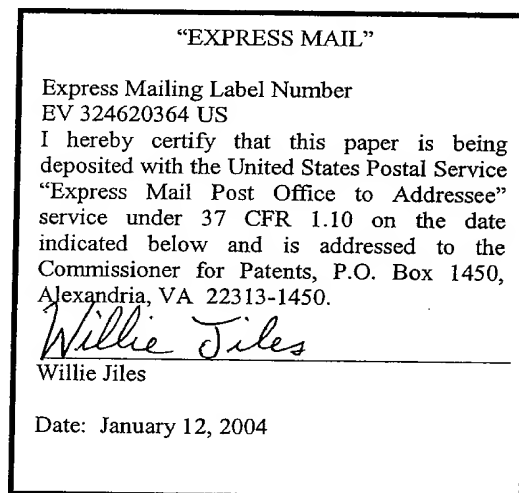 “EXPRESS MAIL”
Express Mailing Label Number
EV 324620364 US
I hereby certify that this paper is being
deposited with the United States Postal Service
“Express Mail Post Office to Addressee”
service under 37 CFR 1.10 on the date
indicated below and is addressed to the
Commissioner for Patents, P.O. Box 1450,
Alexandria, VA 22313-1450.
Willie Jiles
Willie Jiles
Date: January 12, 2004